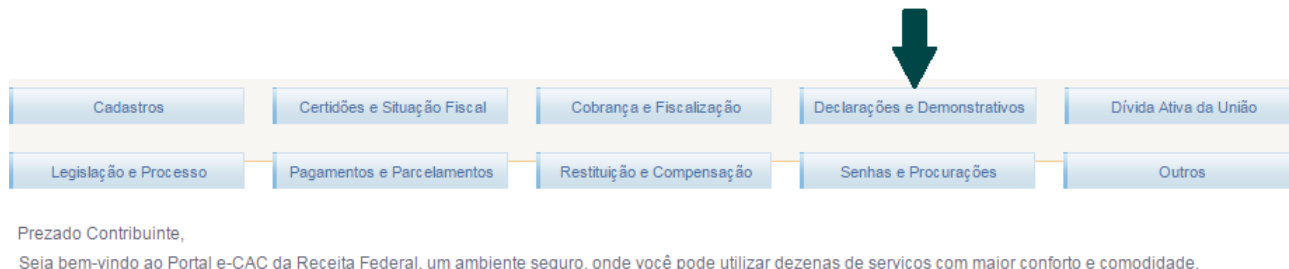 Cadastros
Certidões e Situação Fiscal
Cobrança e Fiscalização
Declarações e Demonstrativos
Dívida Ativa da União
Legislação e Processo
Pagamentos e Parcelamentos
Restituição e Compensação
Senhas e Procurações
Outros
Prezado Contribuinte,
Seja bem-vindo ao Portal e-CAC da Receita Federal, um ambiente seguro, onde você pode utilizar dezenas de serviços com maior conforto e comodidade.